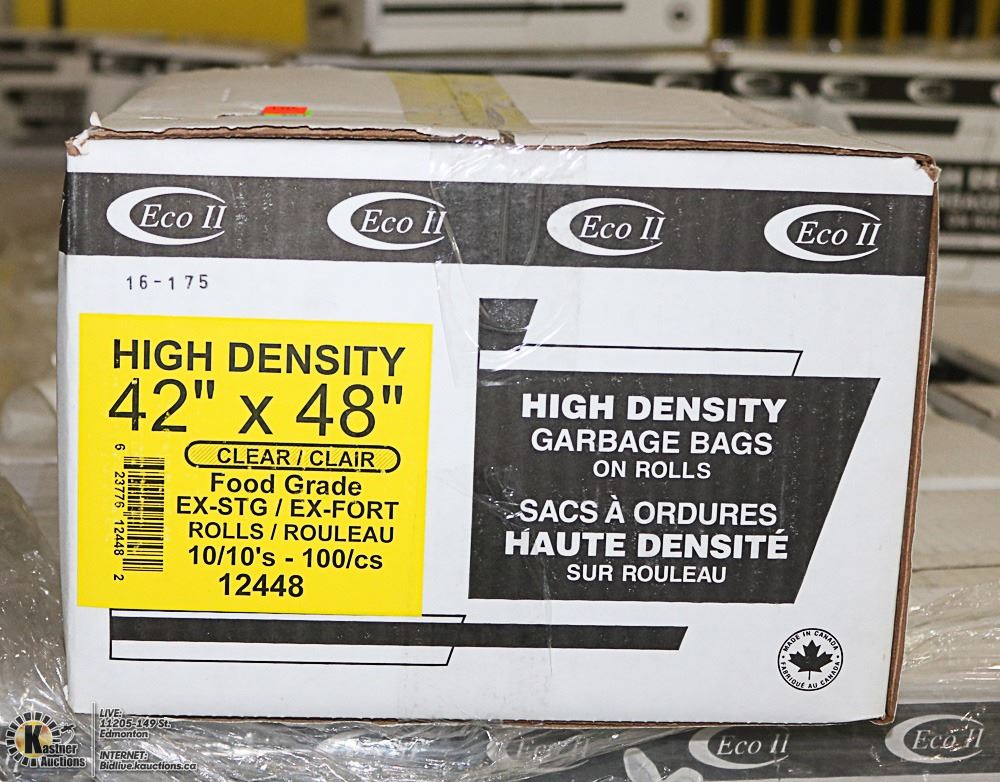 Eco II Eco II Eco II Eco II
16-175
HIGH DENSITY
42" x 48"
CLEAR / CLAIR
Food Grade
EX-STG / EX-FORT
ROLLS / ROULEAU
10/10's - 100/cs
12448
6 23776 12448 2
HIGH DENSITY
GARBAGE BAGS
ON ROLLS
SACS À ORDURES
HAUTE DENSITÉ
SUR ROULEAU
MADE IN CANADA
FABRIQUÉ AU CANADA
Eco II Eco II
Kastner
Auctions
LIVE:
11205-149 St.
Edmonton
INTERNET:
Bidlive.kauctions.ca